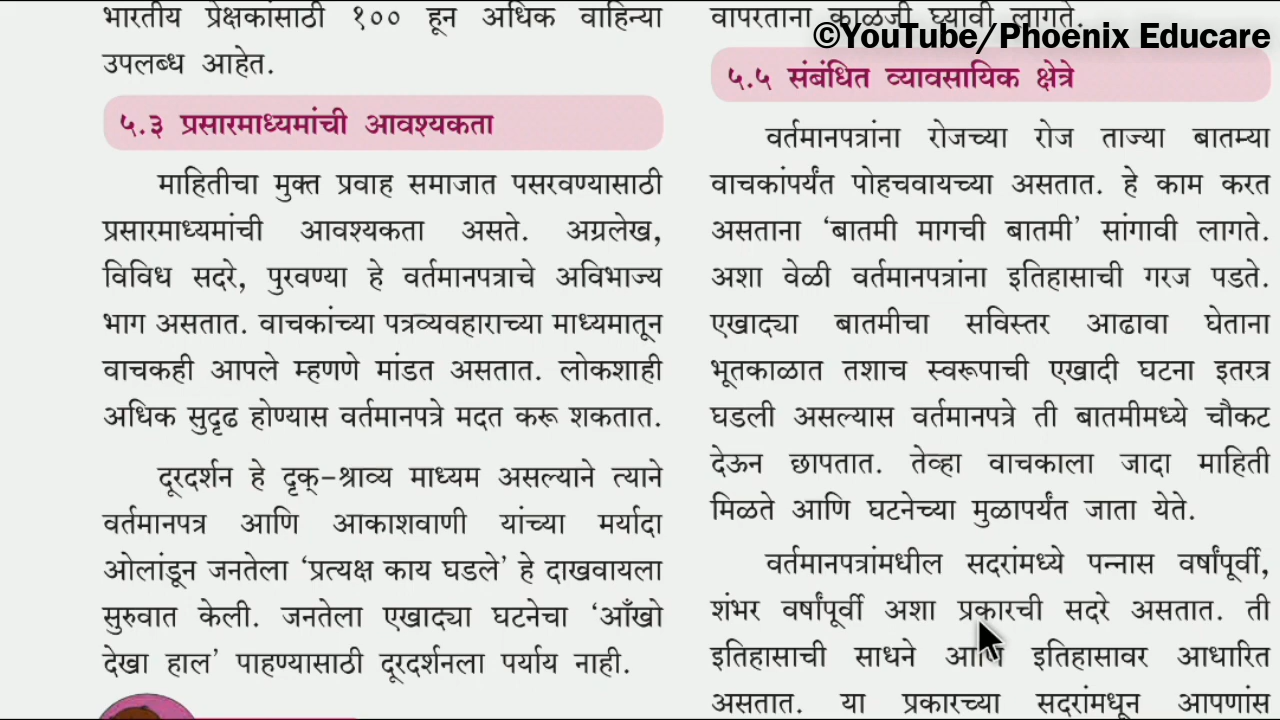 भारतीय प्रेक्षकांसाठी १०० हून अधिक वाहिन्या
उपलब्ध आहेत.
५.३ प्रसारमाध्यमांची आवश्यकता
माहितीचा मुक्त प्रवाह समाजात पसरवण्यासाठी
प्रसारमाध्यमांची आवश्यकता असते. अग्रलेख,
विविध सदरे, पुरवण्या हे वर्तमानपत्राचे अविभाज्य
भाग असतात. वाचकांच्या पत्रव्यवहाराच्या माध्यमातून
वाचकही आपले म्हणणे मांडत असतात. लोकशाही
अधिक सुदृढ होण्यास वर्तमानपत्रे मदत करू शकतात.
दूरदर्शन हे दृक्-श्राव्य माध्यम असल्याने त्याने
वर्तमानपत्र आणि आकाशवाणी यांच्या मर्यादा
ओलांडून जनतेला ‘प्रत्यक्ष काय घडले’ हे दाखवायला
सुरुवात केली. जनतेला एखाद्या घटनेचा ‘आँखो
देखा हाल’ पाहण्यासाठी दूरदर्शनला पर्याय नाही.
वापरताना काळजी घ्यावी लागते.
©YouTube/Phoenix Educare
५.५ संबंधित व्यावसायिक क्षेत्रे
वर्तमानपत्रांना रोजच्या रोज ताज्या बातम्या
वाचकांपर्यंत पोहचवायच्या असतात. हे काम करत
असताना ‘बातमी मागची बातमी’ सांगावी लागते.
अशा वेळी वर्तमानपत्रांना इतिहासाची गरज पडते.
एखाद्या बातमीचा सविस्तर आढावा घेताना
भूतकाळात तशाच स्वरूपाची एखादी घटना इतरत्र
घडली असल्यास वर्तमानपत्रे ती बातमीमध्ये चौकट
देऊन छापतात. तेव्हा वाचकाला जादा माहिती
मिळते आणि घटनेच्या मुळापर्यंत जाता येते.
वर्तमानपत्रांमधील सदरांमध्ये पन्नास वर्षांपूर्वी,
शंभर वर्षांपूर्वी अशा प्रकारची सदरे असतात. ती
इतिहासाची साधने आणि इतिहासावर आधारित
असतात. या प्रकारच्या सदरांमधून आपणांस